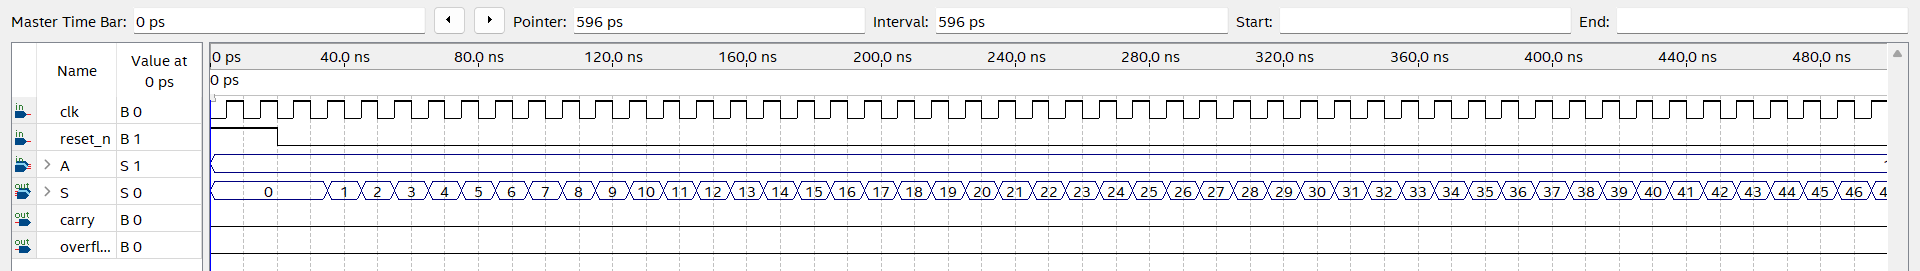 Master Time Bar: 0 ps Pointer: 596 ps Interval: 596 ps Start: End:
Name Value at 0 ps
0 ps 40.0 ns 80.0 ns 120.0 ns 160.0 ns 200.0 ns 240.0 ns 280.0 ns 320.0 ns 360.0 ns 400.0 ns 440.0 ns 480.0 ns
0 ps
in clk B 0
in reset_n B 1
in A S 1
out S S 0 0 1 2 3 4 5 6 7 8 9 10 11 12 13 14 15 16 17 18 19 20 21 22 23 24 25 26 27 28 29 30 31 32 33 34 35 36 37 38 39 40 41 42 43 44 45 46 4
out carry B 0
out overfl... B 0